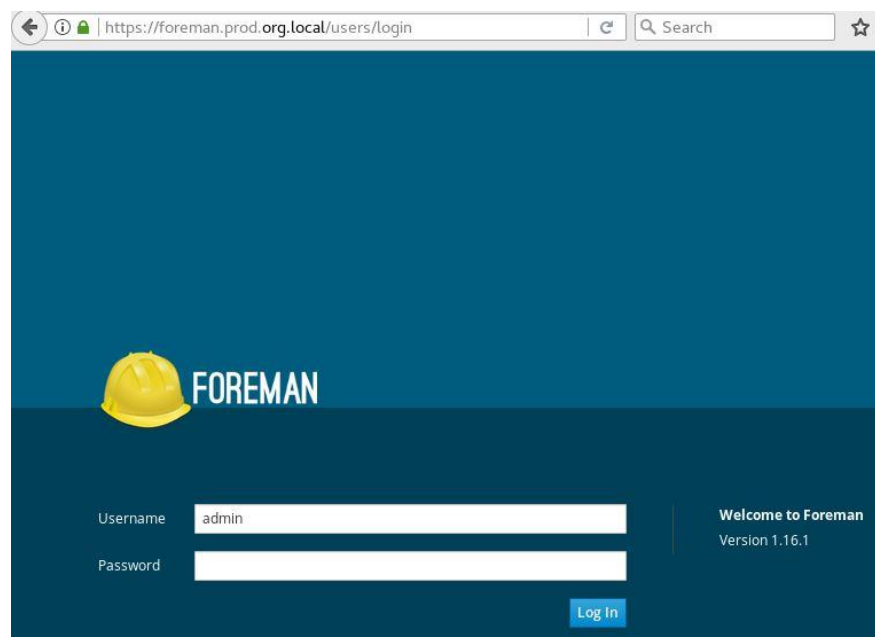 https://foreman.prod.org.local/users/login
Search
FOREMAN
Username admin
Welcome to Foreman
Version 1.16.1
Password
Log In